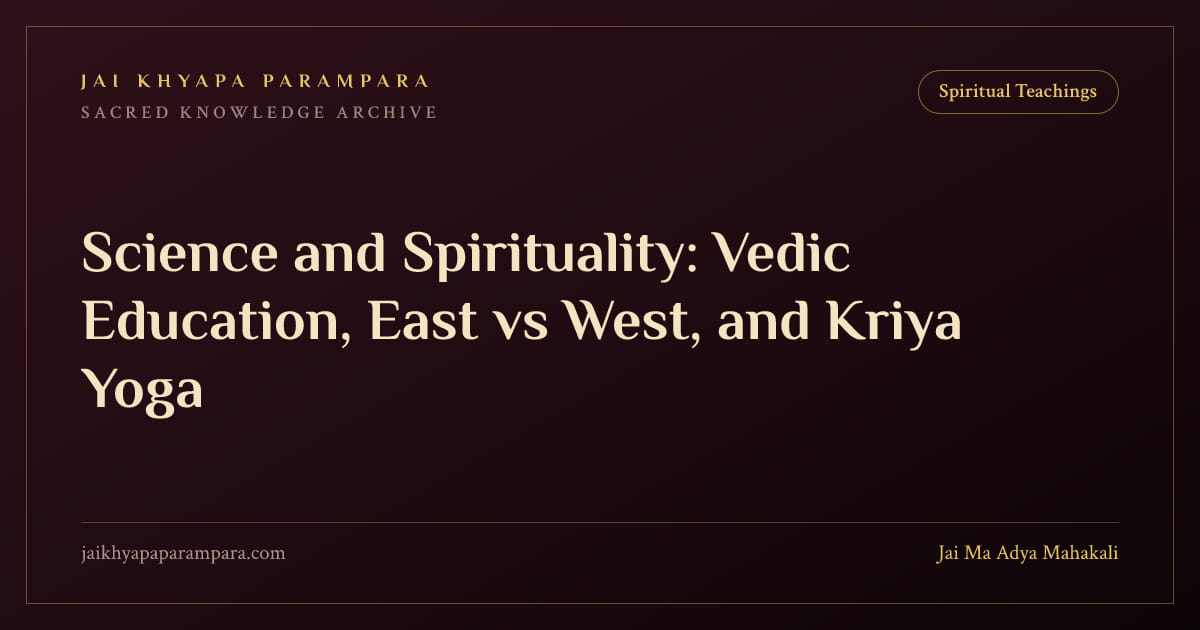 JAI KHYAPA PARAMPARA
SACRED KNOWLEDGE ARCHIVE
Spiritual Teachings
Science and Spirituality: Vedic
Education, East vs West, and Kriya
Yoga
jaikhyapaparampara.com
Jai Ma Adya Mahakali